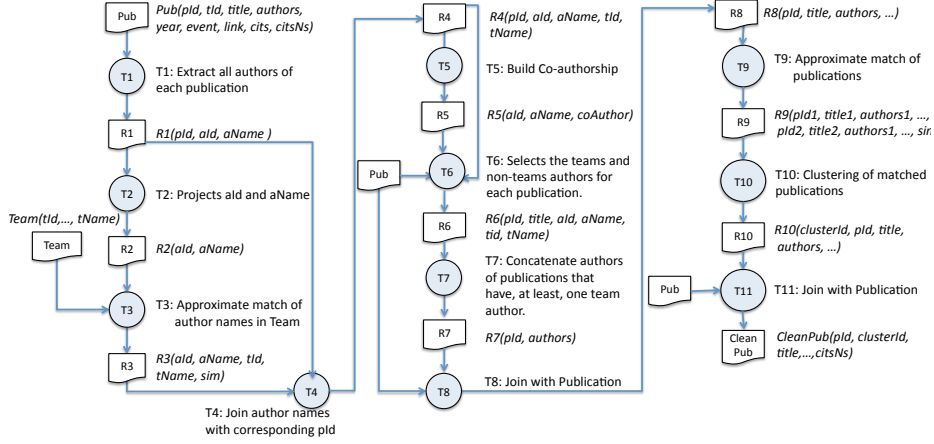 Pub
Pub(pId, tId, title, authors,
year, event, link, cits, citsNs)
T1
T1: Extract all authors of
each publication
R1
R1(pId, aId, aName )
T2
T2: Projects aId and aName
Team(tId,..., tName)
Team
R2
R2(aId, aName)
T3
T3: Approximate match of
author names in Team
R3
R3(aId, aName, tId,
tName, sim)
T4
T4: Join author names
with corresponding pId
R4
R4(pId, aId, aName, tId,
tName)
T5
T5: Build Co-authorship
R5
R5(aId, aName, coAuthor)
Pub
T6
T6: Selects the teams and
non-teams authors for
each publication.
R6
R6(pId, title, aId, aName,
tid, tName)
T7
T7: Concatenate authors
of publications that
have, at least, one team
author.
R7
R7(pId, authors)
T8
T8: Join with Publication
R8
R8(pId, title, authors, ...)
T9
T9: Approximate match of
publications
R9
R9(pId1, title1, authors1, ...,
pId2, title2, authors1, ..., sim
T10
T10: Clustering of matched
publications
R10
R10(clusterId, pId, title,
authors, ...)
Pub
T11
T11: Join with Publication
Clean
Pub
CleanPub(pId, clusterId,
title,...,citsNs)